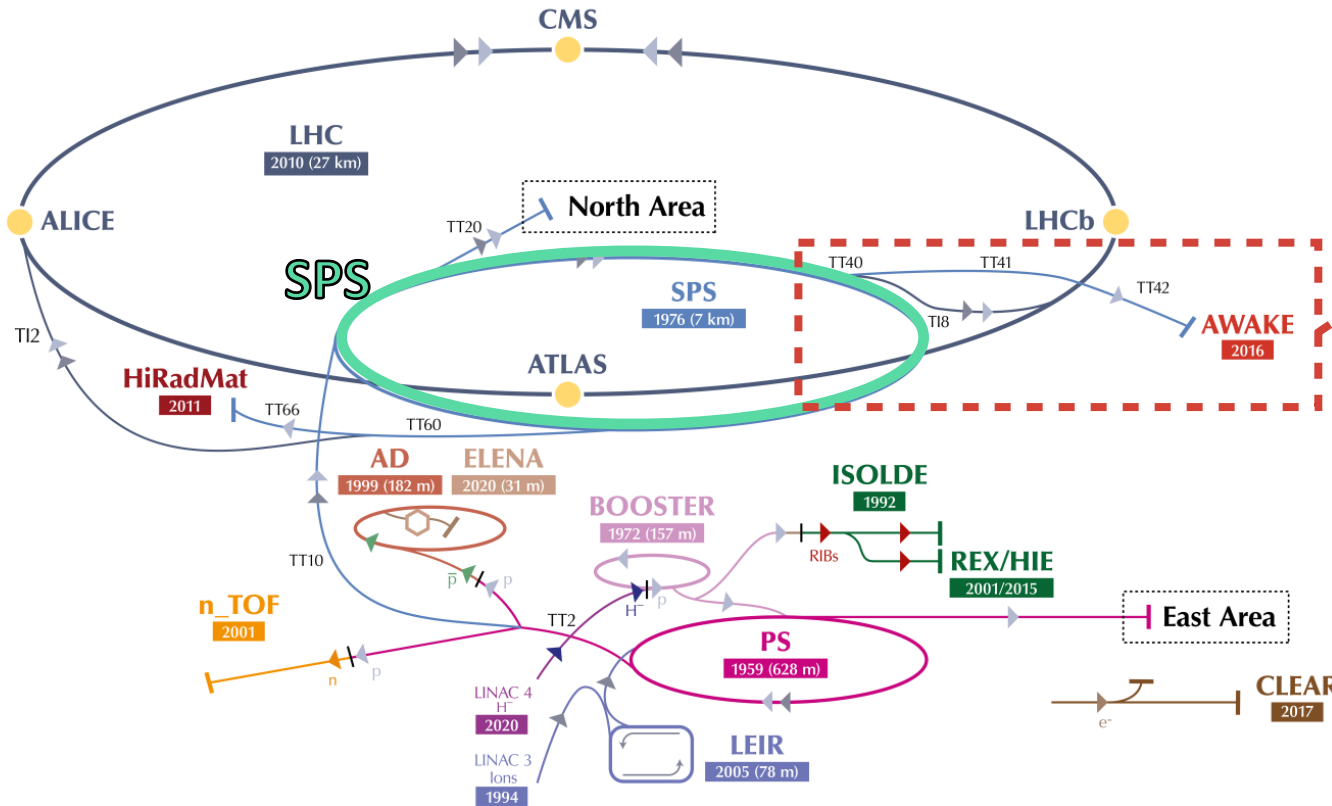 CMS
LHC
2010 (27 km)
ALICE
North Area
TT20
LHCb
SPS
TT40
TT41
TT42
SPS
1976 (7 km)
TI8
AWAKE
2016
TI2
ATLAS
HiRadMat
2011
TT66
TT60
AD
1999 (182 m)
ELENA
2020 (31 m)
ISOLDE
1992
BOOSTER
1972 (157 m)
RIBs
REX/HIE
2001/2015
TT10
p̅
p
H⁻
p
n_TOF
2001
TT2
East Area
n
p
PS
1959 (628 m)
LINAC 4
H⁻
2020
CLEAR
2017
e⁻
LINAC 3
Ions
1994
LEIR
2005 (78 m)